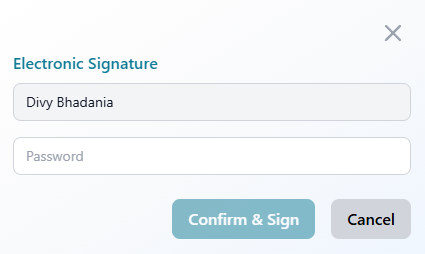 Electronic Signature
Divy Bhadania
Password
Confirm & Sign
Cancel